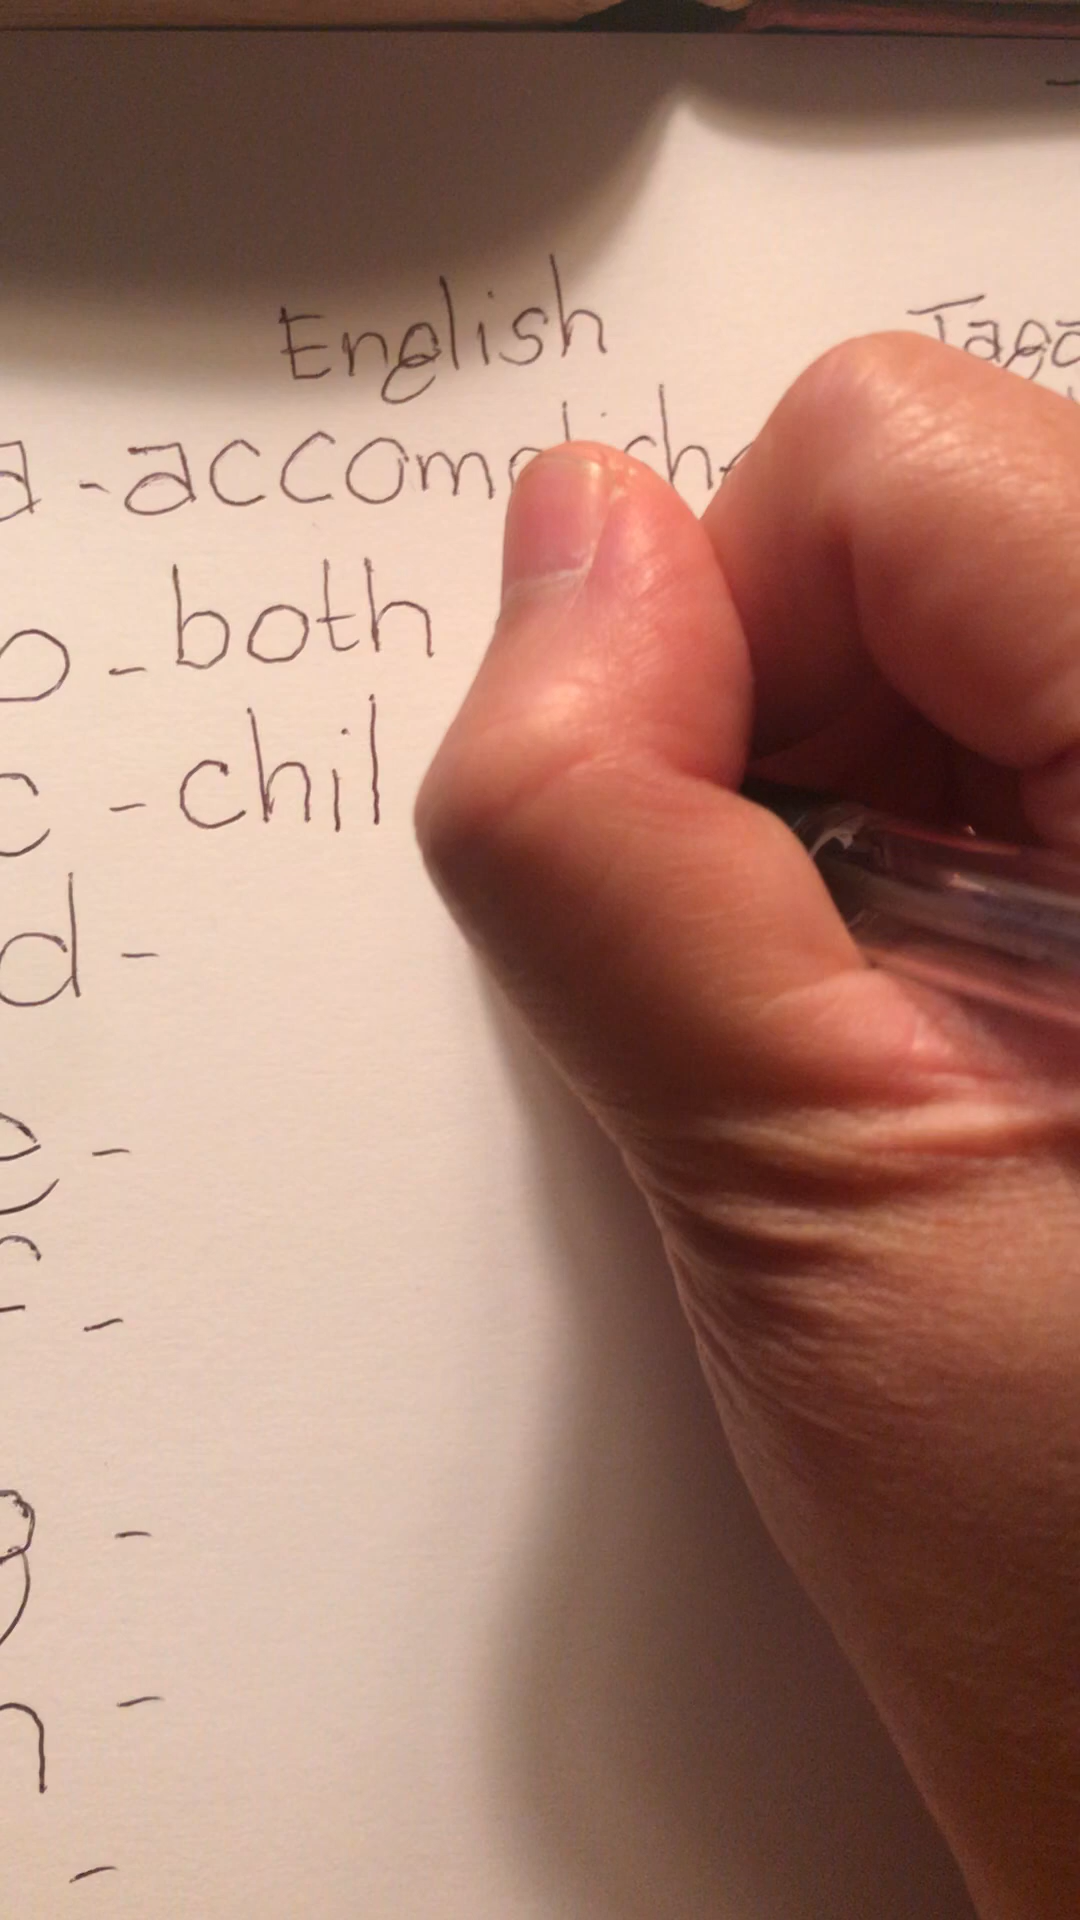 English
a -
b - both
c - chil
d -
e -
f -
g -
h -
-